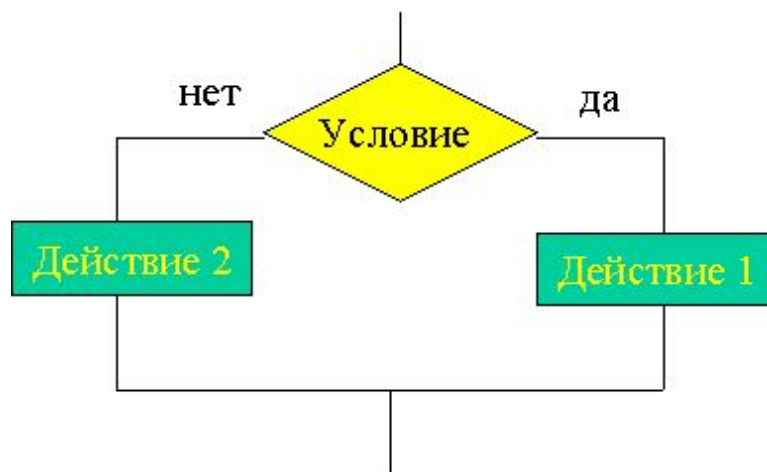 нет
да
Условие
Действие 2
Действие 1